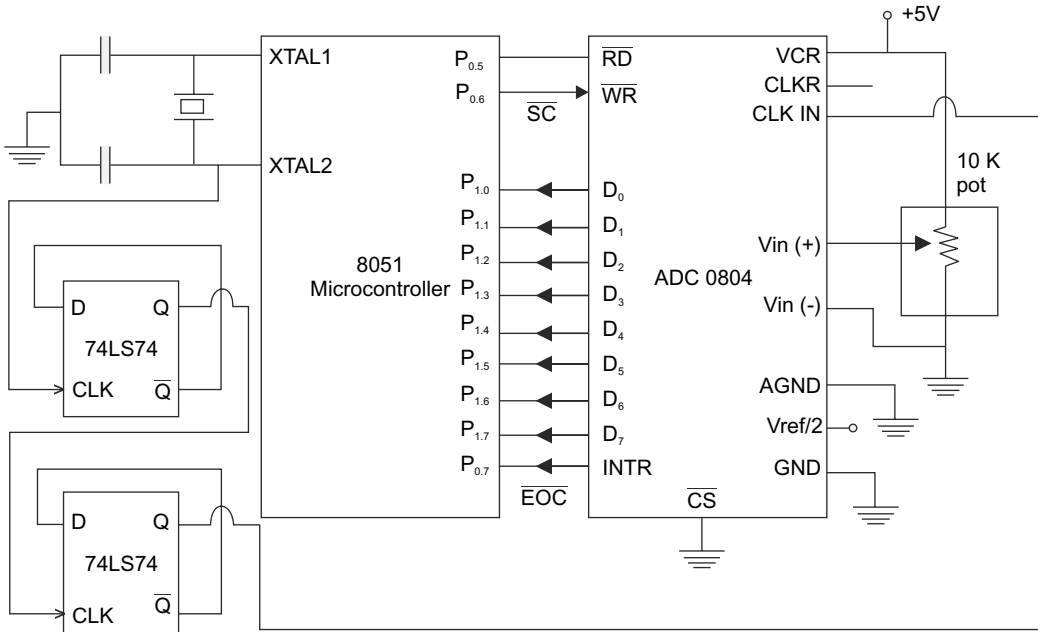 +5V
XTAL1
XTAL2
P0.5
P0.6
SC
RD
WR
VCR
CLKR
CLK IN
10 K
pot
P1.0
P1.1
P1.2
P1.3
P1.4
P1.5
P1.6
P1.7
P0.7
8051
Microcontroller
D0
D1
D2
D3
D4
D5
D6
D7
INTR
EOC
CS
ADC 0804
Vin (+)
Vin (-)
AGND
Vref/2
GND
D Q
74LS74
CLK Q
D Q
74LS74
CLK Q